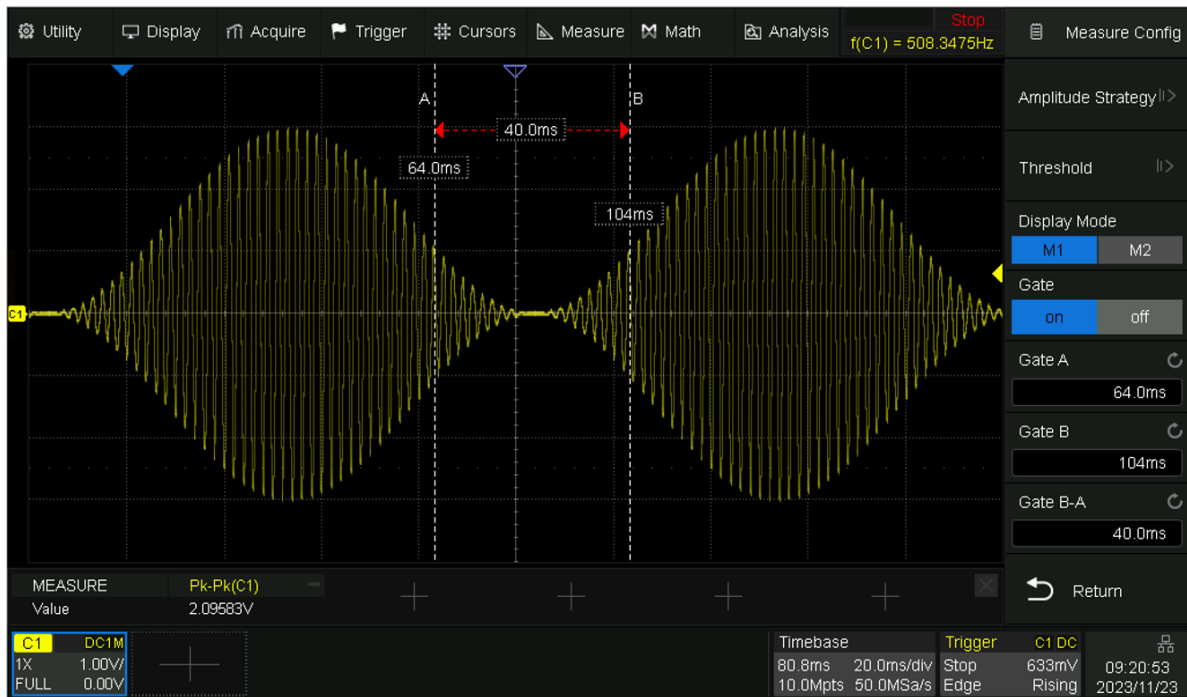 Utility Display Acquire Trigger Cursors Measure Math Analysis
Stop
f(C1) = 508.3475Hz
Measure Config
A
B
40.0ms
64.0ms
104ms
C1
Amplitude Strategy
Threshold
Display Mode
M1 M2
Gate
on off
Gate A
64.0ms
Gate B
104ms
Gate B-A
40.0ms
Return
MEASURE Pk-Pk(C1)
Value 2.09583V
C1 DC1M
1X 1.00V/
FULL 0.00V
Timebase
80.8ms 20.0ms/div
10.0Mpts 50.0MSa/s
Trigger C1 DC
Stop 633mV
Edge Rising
09:20:53
2023/11/23